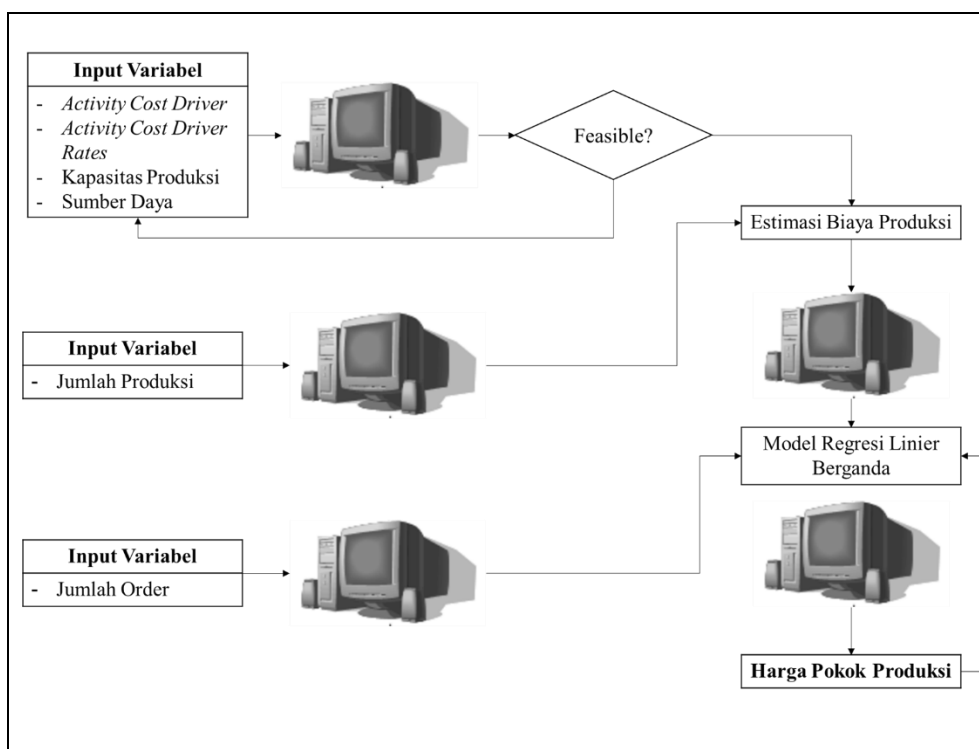 Input Variabel
- Activity Cost Driver
- Activity Cost Driver
Rates
- Kapasitas Produksi
- Sumber Daya
Feasible?
Estimasi Biaya Produksi
Input Variabel
- Jumlah Produksi
Model Regresi Linier
Berganda
Input Variabel
- Jumlah Order
Harga Pokok Produksi